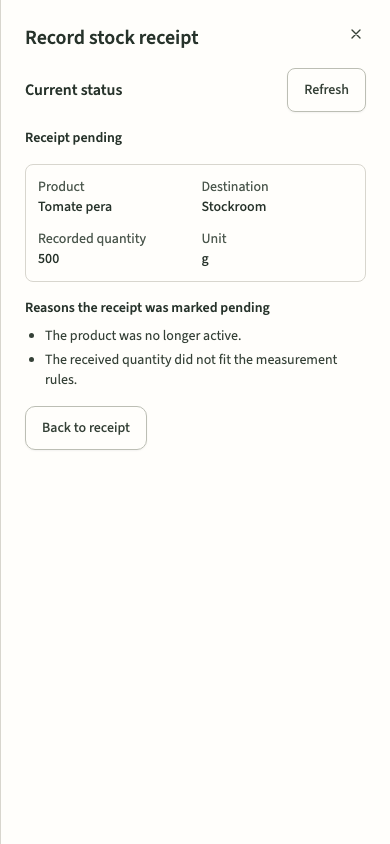 Record stock receipt
Current status
Refresh
Receipt pending
Product
Destination
Tomate pera
Stockroom
Recorded quantity
Unit
500
g
Reasons the receipt was marked pending
• The product was no longer active.
• The received quantity did not fit the measurement
rules.
Back to receipt